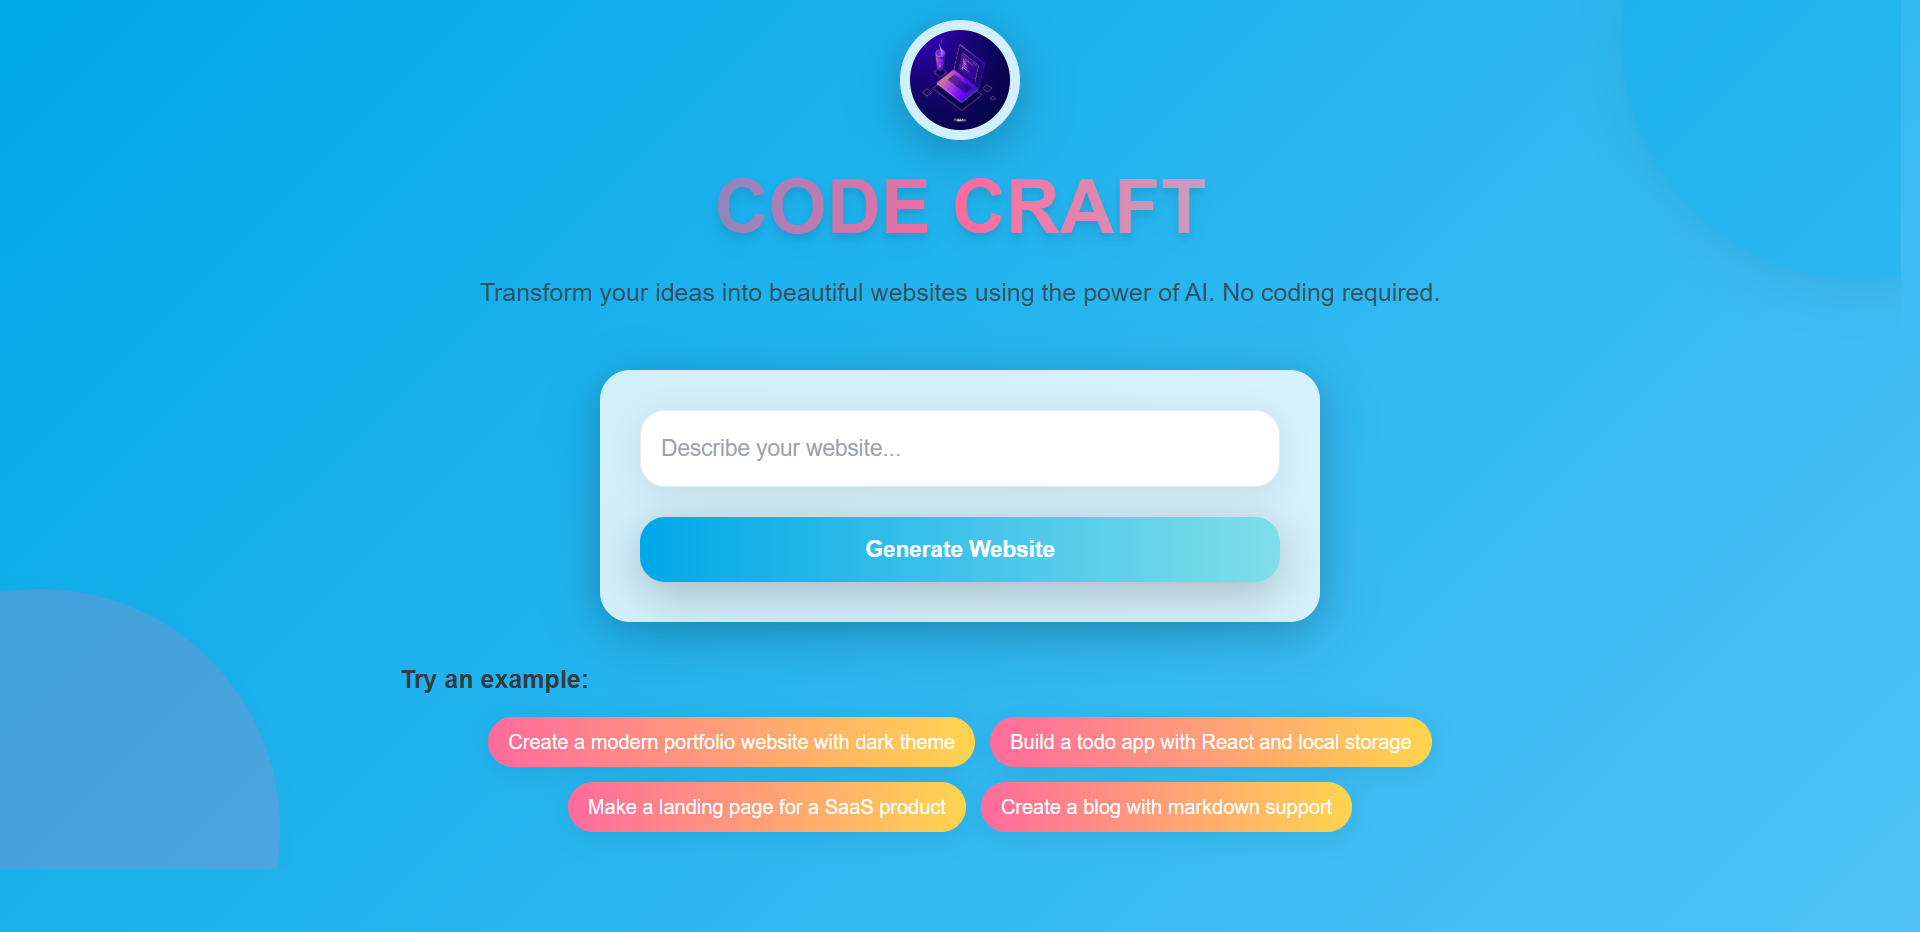 CODE CRAFT
Transform your ideas into beautiful websites using the power of AI. No coding required.
Describe your website...
Generate Website
Try an example:
Create a modern portfolio website with dark theme
Build a todo app with React and local storage
Make a landing page for a SaaS product
Create a blog with markdown support